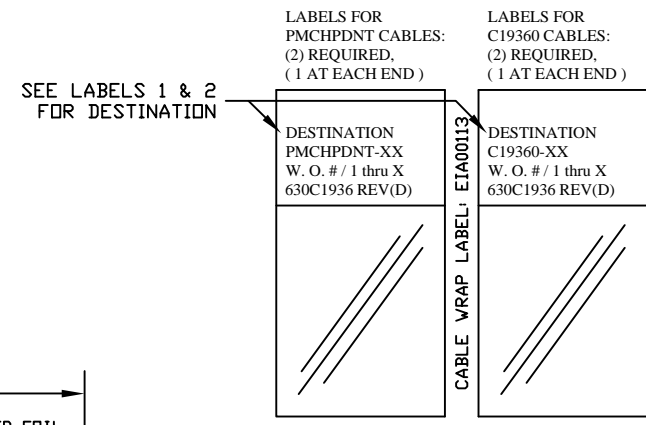 LABELS FOR
PMCHPDNT CABLES:
(2) REQUIRED,
( 1 AT EACH END )
LABELS FOR
C19360 CABLES:
(2) REQUIRED,
( 1 AT EACH END )
SEE LABELS 1 & 2
FOR DESTINATION
DESTINATION
PMCHPDNT-XX
W. O. # / 1 thru X
630C1936 REV(D)
CABLE WRAP LABEL: EIA00113
DESTINATION
C19360-XX
W. O. # / 1 thru X
630C1936 REV(D)